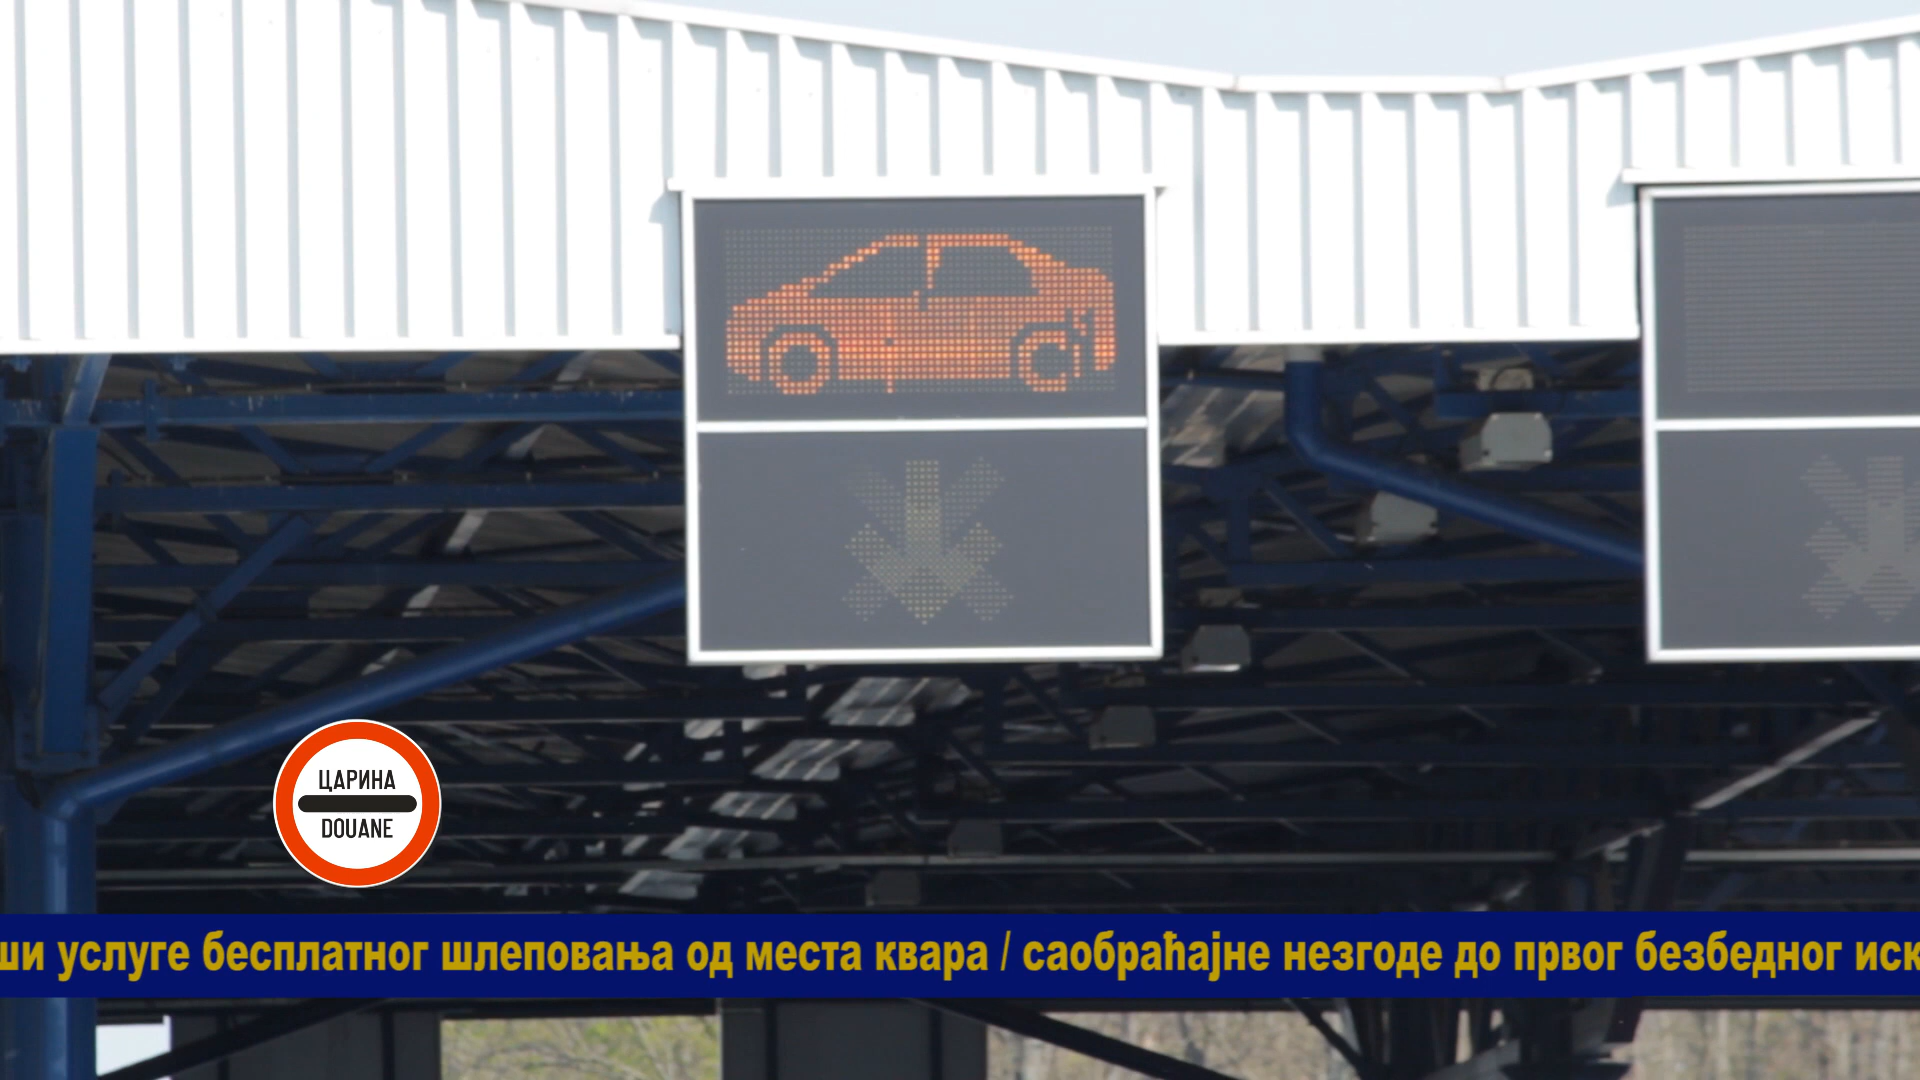 ЦАРИНА
DOUANE
ши услуге бесплатног шлеповања од места квара / саобраћајне незгоде до првог безбедног иск